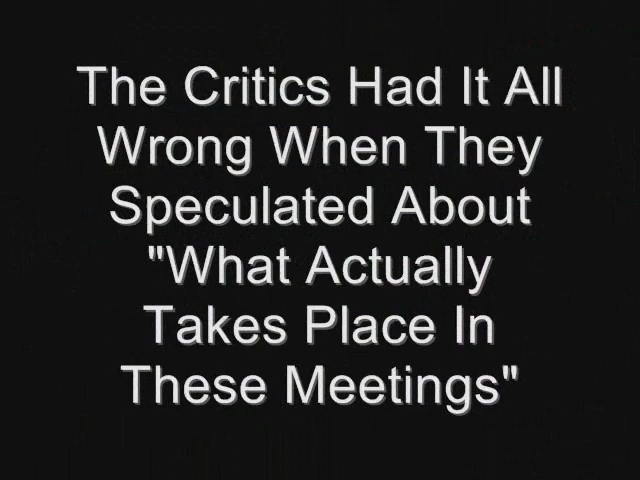 The Critics Had It All
Wrong When They
Speculated About
"What Actually
Takes Place In
These Meetings"